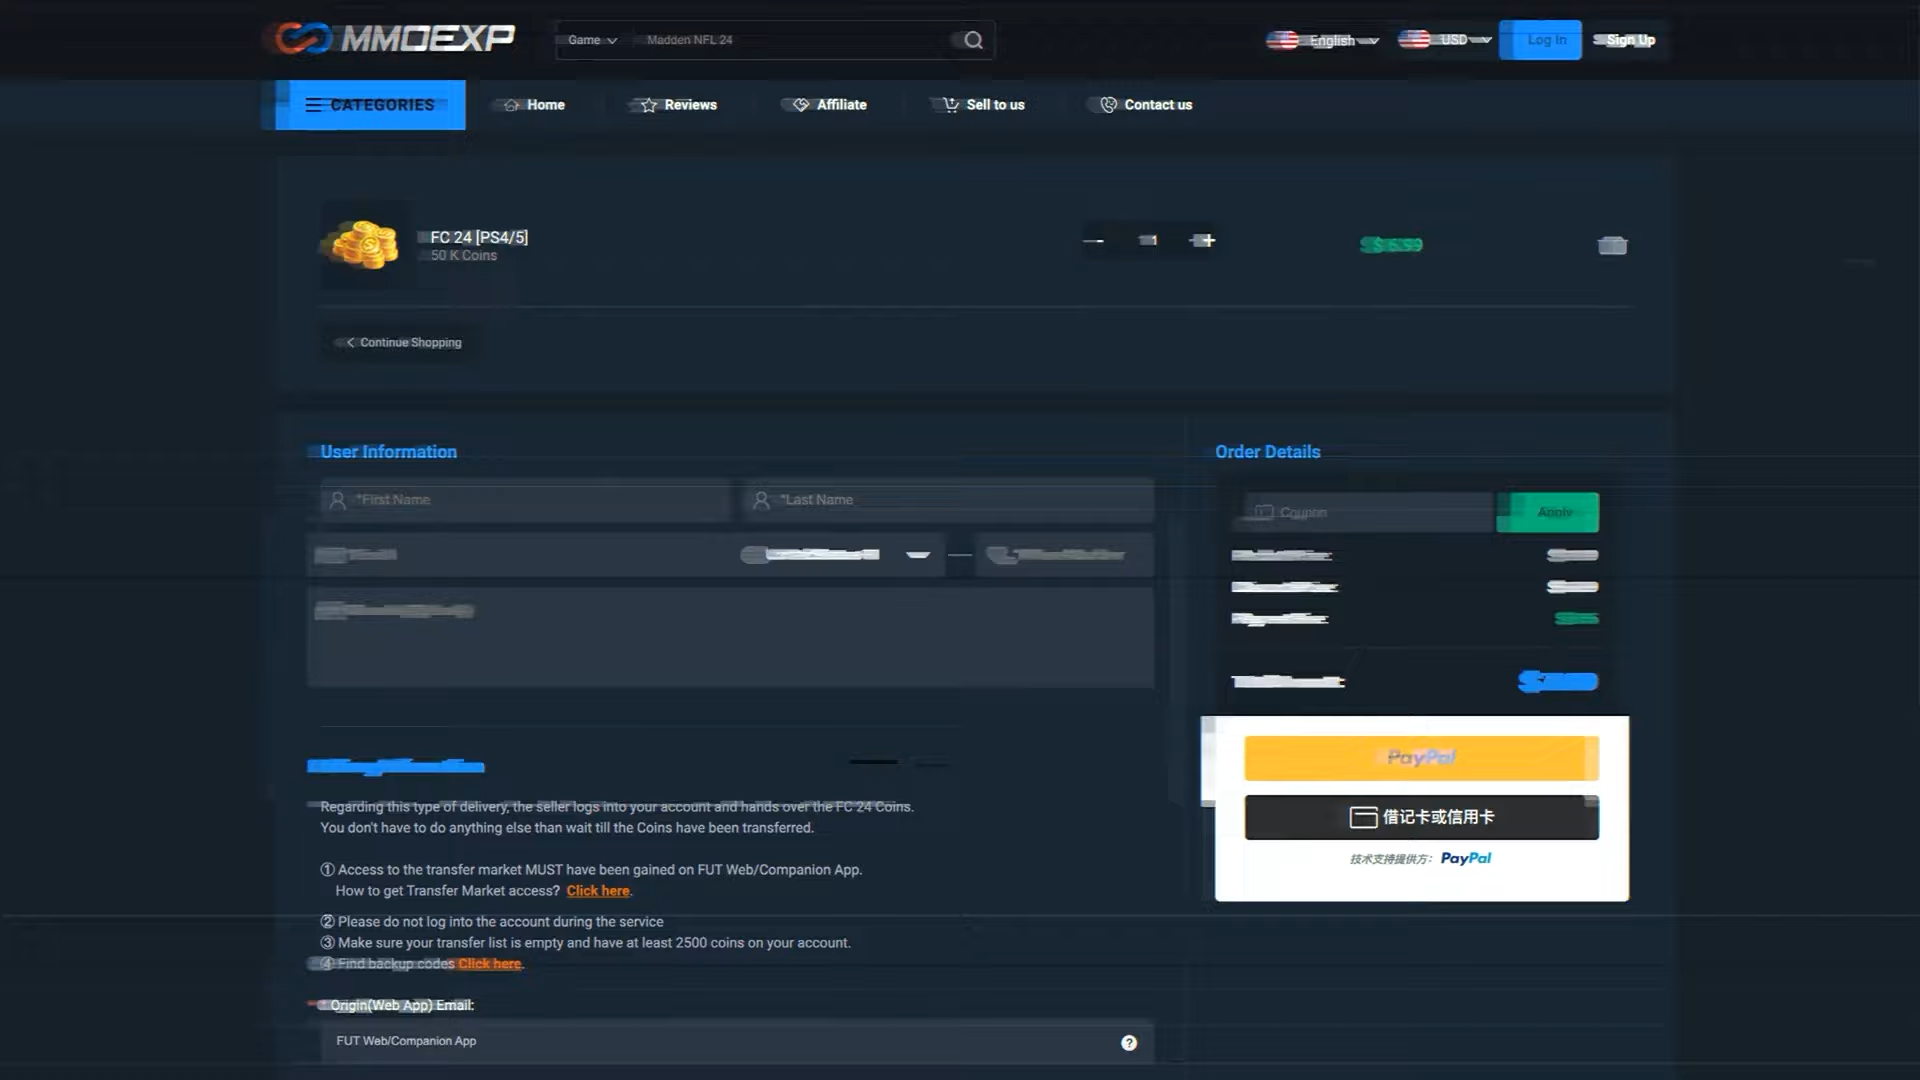 MMOEXP
Game
Madden NFL 24
English
USD
Log In
Sign Up
CATEGORIES
Home
Reviews
Affiliate
Sell to us
Contact us
FC 24 [PS4/5]
50 K Coins
1
$ 6.99
Continue Shopping
User Information
*First Name
*Last Name
Order Details
Coupon
Apply
Regarding this type of delivery, the seller logs into your account and hands over the FC 24 Coins.
You don't have to do anything else than wait till the Coins have been transferred.
① Access to the transfer market MUST have been gained on FUT Web/Companion App.
How to get Transfer Market access? Click here.
② Please do not log into the account during the service
③ Make sure your transfer list is empty and have at least 2500 coins on your account.
④ Find backup codes Click here.
* Origin(Web App) Email:
FUT Web/Companion App
PayPal
借记卡或信用卡
技术支持提供方: PayPal